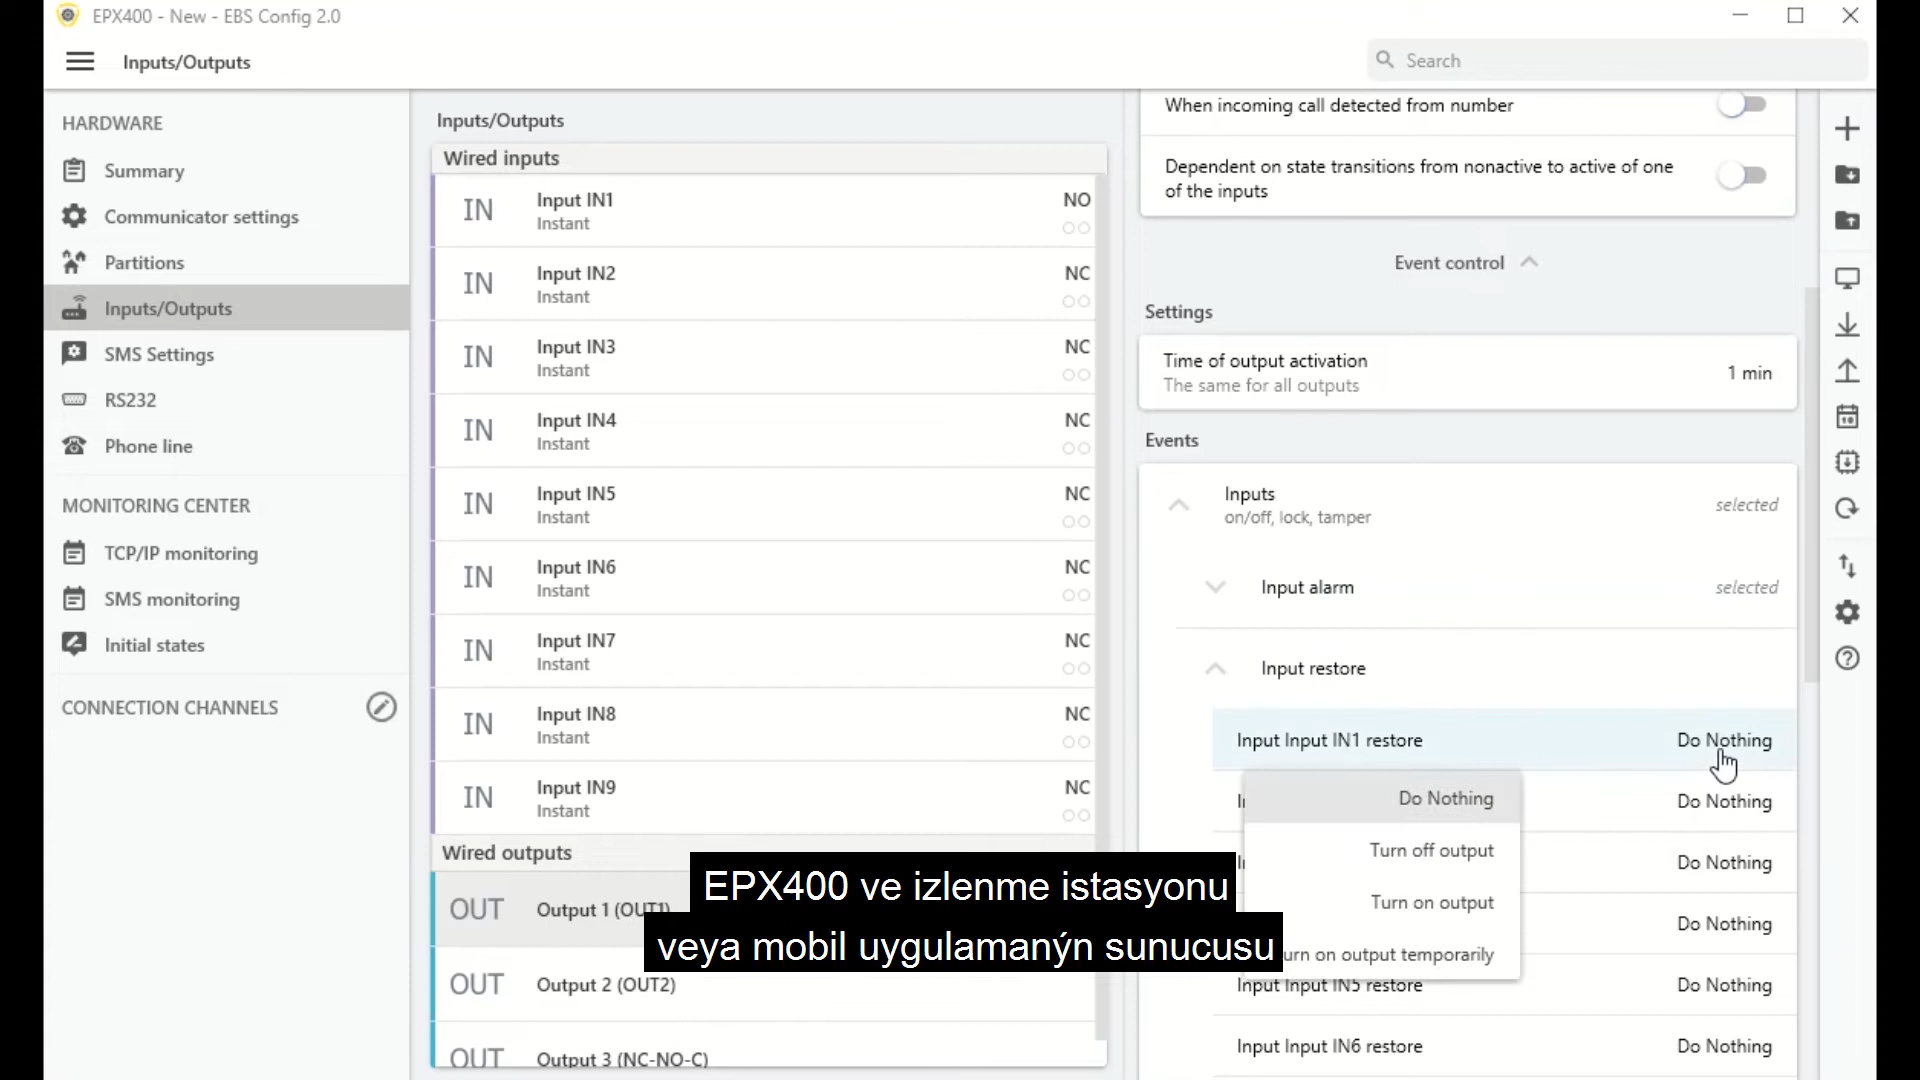 EPX400 - New - EBS Config 2.0
Inputs/Outputs
Search
HARDWARE
Summary
Communicator settings
Partitions
Inputs/Outputs
SMS Settings
RS232
Phone line
MONITORING CENTER
TCP/IP monitoring
SMS monitoring
Initial states
CONNECTION CHANNELS
Inputs/Outputs
Wired inputs
IN Input IN1 NO
Instant
IN Input IN2 NC
Instant
IN Input IN3 NC
Instant
IN Input IN4 NC
Instant
IN Input IN5 NC
Instant
IN Input IN6 NC
Instant
IN Input IN7 NC
Instant
IN Input IN8 NC
Instant
IN Input IN9 NC
Instant
Wired outputs
OUT Output 1 (OUT1)
OUT Output 2 (OUT2)
OUT Output 3 (NC-NO-C)
When incoming call detected from number
Dependent on state transitions from nonactive to active of one
of the inputs
Event control
Settings
Time of output activation 1 min
The same for all outputs
Events
Inputs selected
on/off, lock, tamper
Input alarm selected
Input restore
Input Input IN1 restore Do Nothing
Do Nothing
Do Nothing
Turn off output
Do Nothing
Turn on output
Do Nothing
output temporarily
Input Input IN5 restore Do Nothing
Input Input IN6 restore Do Nothing
EPX400 ve izlenme istasyonu
veya mobil uygulamanýn sunucusu